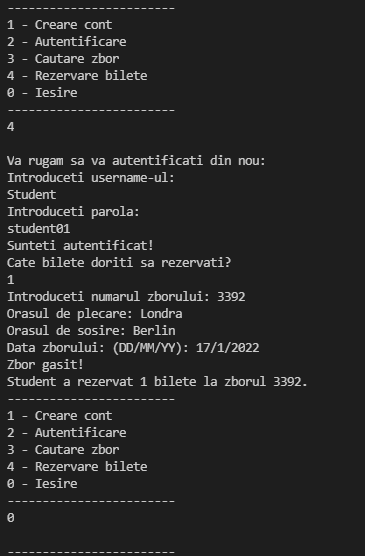 ------------------------
1 - Creare cont
2 - Autentificare
3 - Cautare zbor
4 - Rezervare bilete
0 - Iesire
------------------------
4
Va rugam sa va autentificati din nou:
Introduceti username-ul:
Student
Introduceti parola:
student01
Sunteti autentificat!
Cate bilete doriti sa rezervati?
1
Introduceti numarul zborului: 3392
Orasul de plecare: Londra
Orasul de sosire: Berlin
Data zborului: (DD/MM/YY): 17/1/2022
Zbor gasit!
Student a rezervat 1 bilete la zborul 3392.
------------------------
1 - Creare cont
2 - Autentificare
3 - Cautare zbor
4 - Rezervare bilete
0 - Iesire
------------------------
0
------------------------